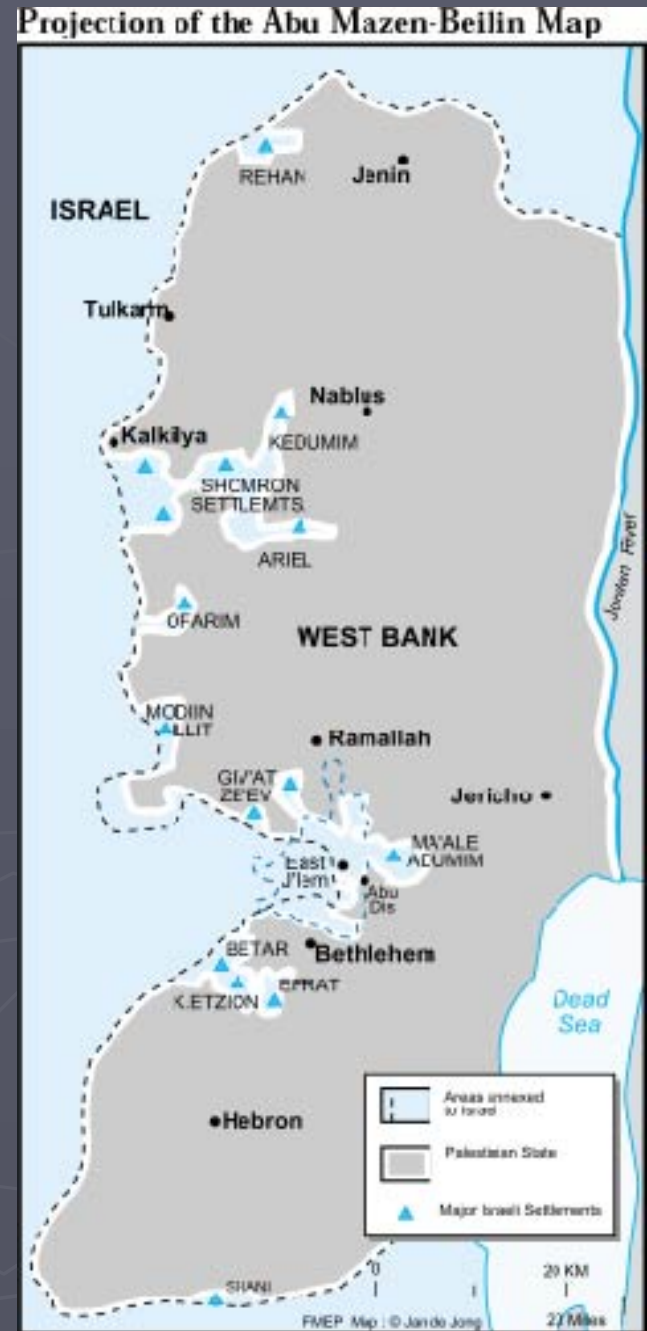 Projection of the Abu Mazen-Beilin Map
REHAN
Jenin
ISRAEL
Tulkarm
Nablus
Kalkilya
KEDUMIM
SHOMRON
SETTLEMTS
ARIEL
Jordan
OFARIM
WEST BANK
MODIIN
ILLIT
Ramallah
GIV'AT
ZE'EV
Jericho
MA'ALE
ADUMIM
East
J'lem
Abu
Dis
BETAR
Bethlehem
EFRAT
K.ETZION
Dead
Sea
Hebron
Areas annexed
to Israel
Palestinian State
Major Israeli Settlements
SHANI
0
20 KM
Miles
FMEP Map : © Jan de Jong